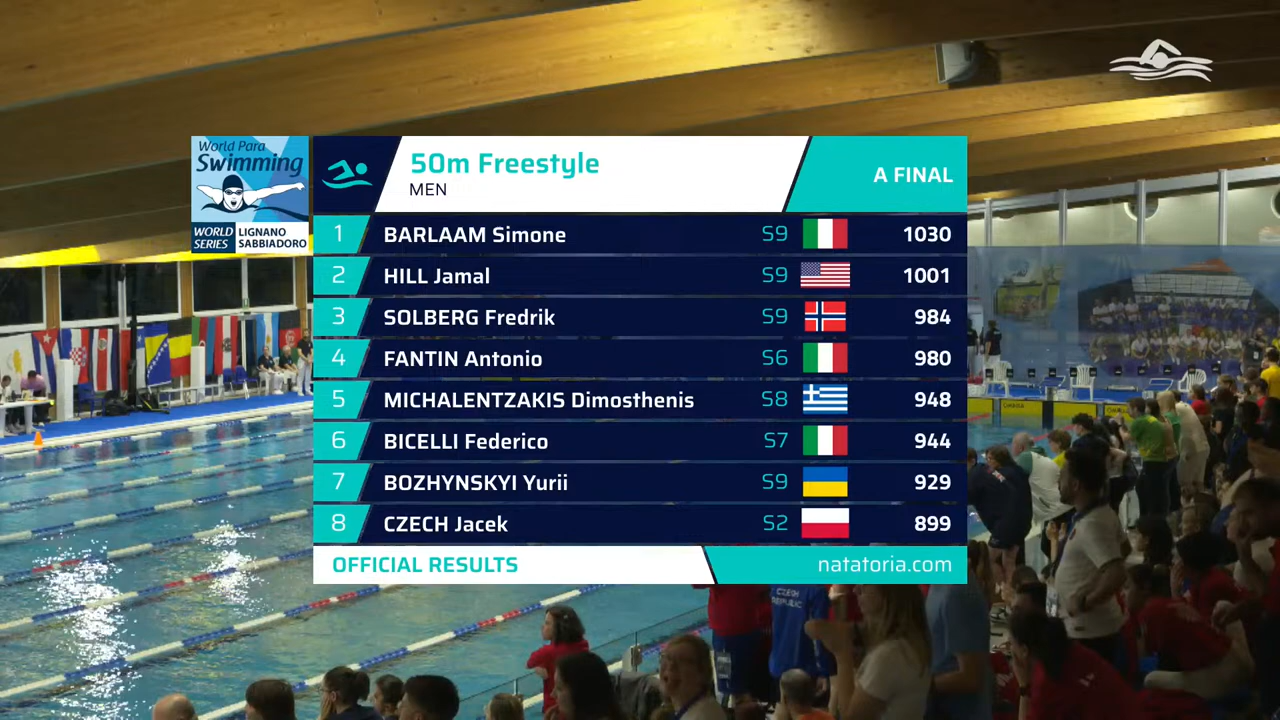 World Para
Swimming
WORLD SERIES
LIGNANO SABBIADORO
50m Freestyle
MEN
A FINAL
1 BARLAAM Simone S9 1030
2 HILL Jamal S9 1001
3 SOLBERG Fredrik S9 984
4 FANTIN Antonio S6 980
5 MICHALENTZAKIS Dimosthenis S8 948
6 BICELLI Federico S7 944
7 BOZHYNSKYI Yurii S9 929
8 CZECH Jacek S2 899
OFFICIAL RESULTS
natatoria.com
CZECH
REPUBLIC